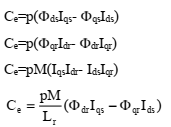 Ce=p(ΦdsIqs- ΦqsIds)
Ce=p(ΦqrIdr- ΦdrIqr)
Ce=pM(IqsIdr- IdsIqr)
Ce = pM/Lr (ΦdrIqs − ΦqrIds)